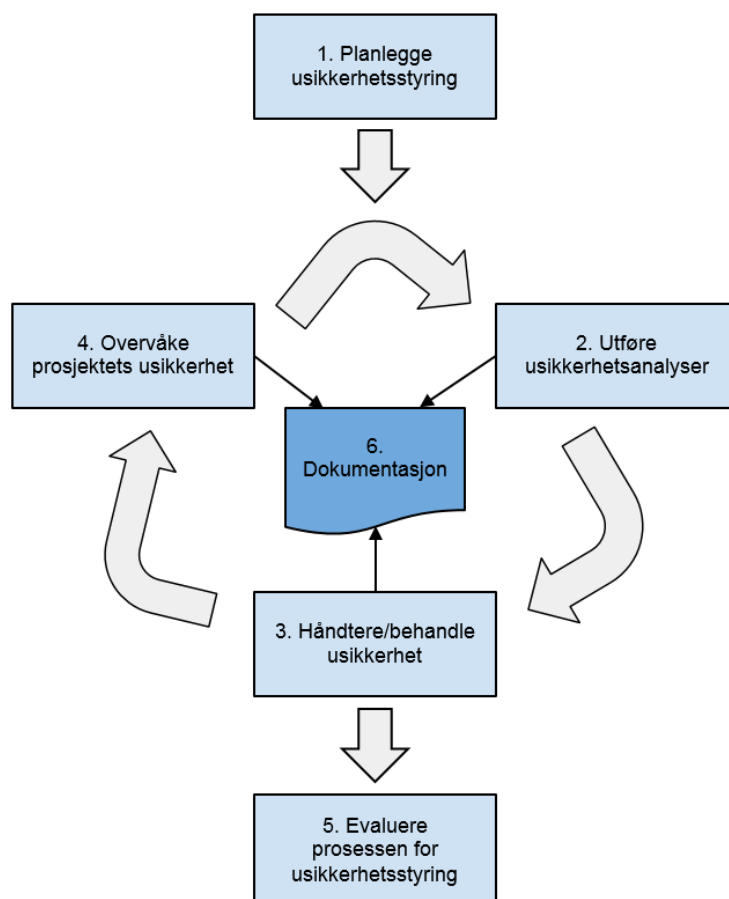 1. Planlegge
usikkerhetsstyring
4. Overvåke
prosjektets usikkerhet
2. Utføre
usikkerhetsanalyser
6.
Dokumentasjon
3. Håndtere/behandle
usikkerhet
5. Evaluere
prosessen for
usikkerhetsstyring